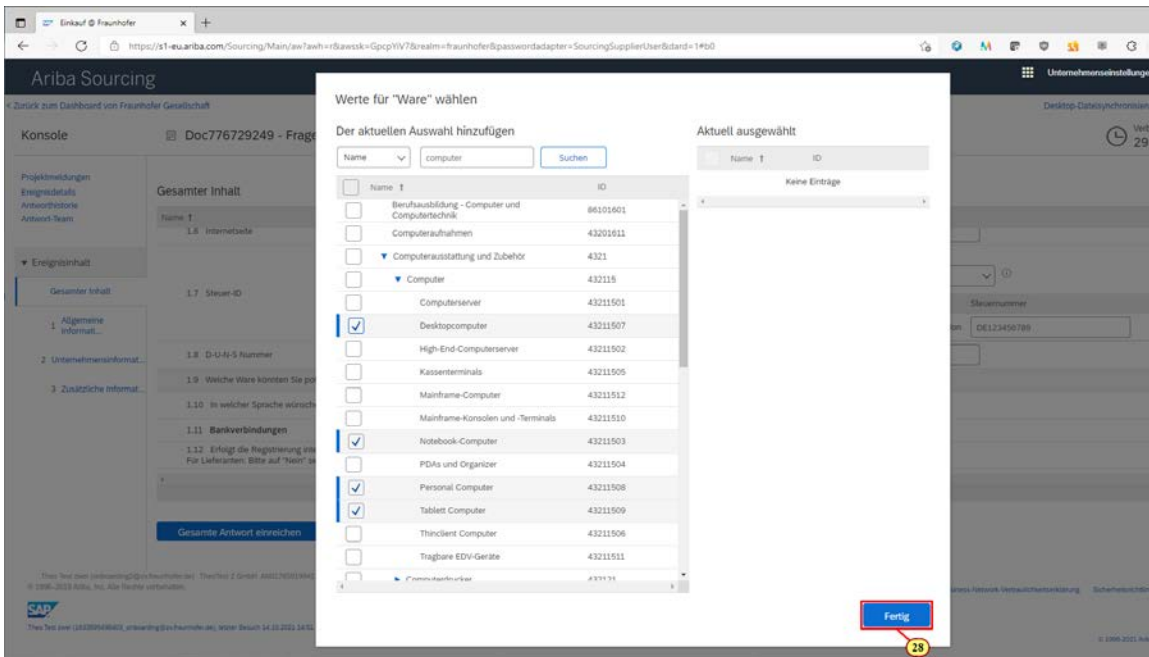 Einkauf @ Fraunhofer
https://s1-eu.ariba.com/Sourcing/Main/aw?awh=r&awssk=GpcpYiV7&realm=fraunhofer&passwordadapter=SourcingSupplierUser&dard=1#b0
Ariba Sourcing
Unternehmenseinstellunge
< Zurück zum Dashboard von Fraunhofer Gesellschaft
Desktop-Dateisynchronisier
Konsole
Doc776729249 - Frage
29
Projektmeldungen
Ereignisdetails
Antworthistorie
Antwort-Team
Ereignisinhalt
Gesamter Inhalt
1 Allgemeine
Informati...
2 Unternehmensinformat...
3 Zusätzliche Informat...
Gesamter Inhalt
Name ↑
1.6 Internetseite
1.7 Steuer-ID
Steuernummer
DE123456789
1.8 D-U-N-S Nummer
1.9 Welche Ware könnten Sie
1.10 In welcher Sprache
1.11 Bankverbindungen
1.12 Erfolgt die Registrierung
Für Lieferanten: Bitte auf "Nein"
Gesamte Antwort einreichen
Werte für "Ware" wählen
Der aktuellen Auswahl hinzufügen
Name
computer
Suchen
Name ↑ ID
Berufsausbildung - Computer und
Computertechnik 86101601
Computeraufnahmen 43201611
Computerausstattung und Zubehör 4321
Computer 432115
Computerserver 43211501
Desktopcomputer 43211507
High-End-Computerserver 43211502
Kassenterminals 43211505
Mainframe-Computer 43211512
Mainframe-Konsolen und -Terminals 43211510
Notebook-Computer 43211503
PDAs und Organizer 43211504
Personal Computer 43211508
Tablett Computer 43211509
Thinclient Computer 43211506
Tragbare EDV-Geräte 43211511
Computerdrucker 432121
Aktuell ausgewählt
Name ↑ ID
Keine Einträge
Fertig
28
SAP